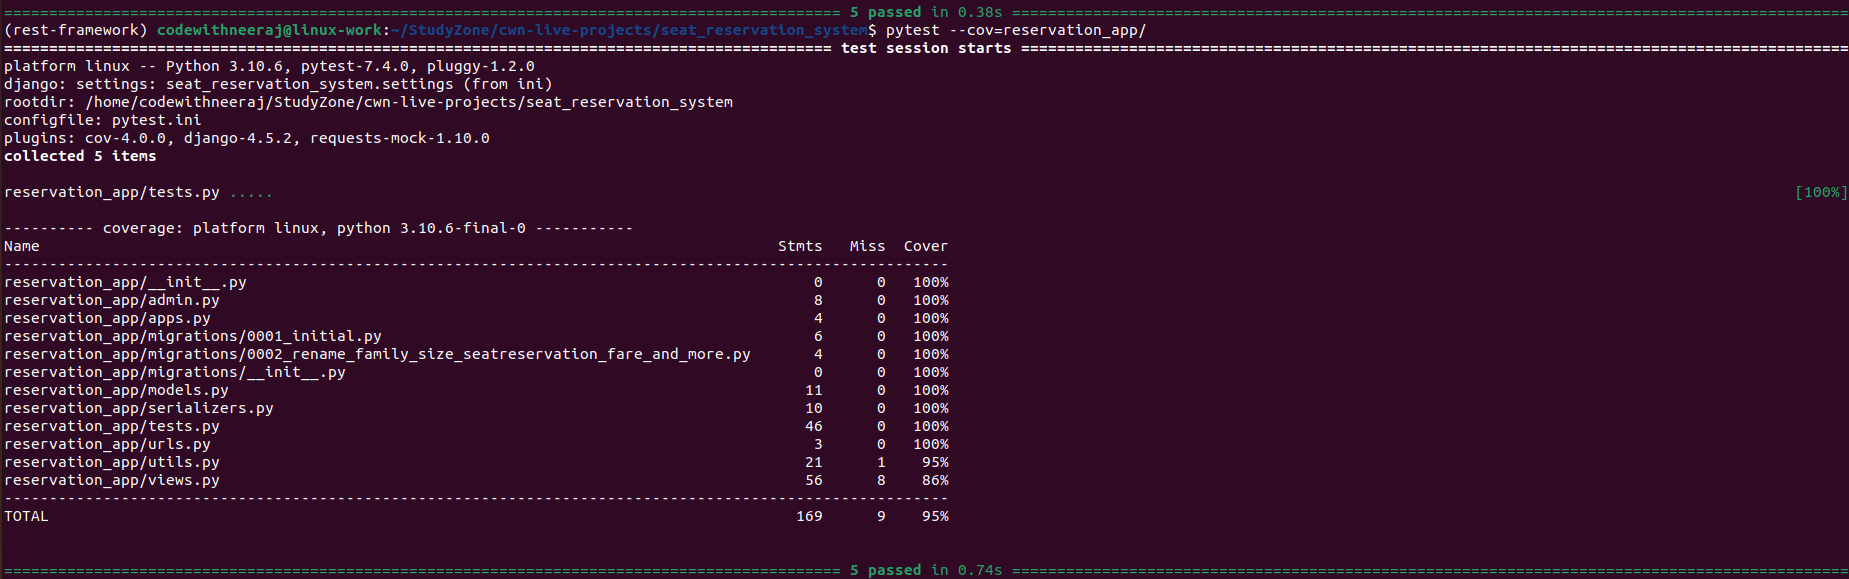 ============================================================================================= 5 passed in 0.38s =============================================================================================
(rest-framework) codewithneeraj@linux-work:~/StudyZone/cwn-live-projects/seat_reservation_system$ pytest --cov=reservation_app/
============================================================================================ test session starts ============================================================================================
platform linux -- Python 3.10.6, pytest-7.4.0, pluggy-1.2.0
django: settings: seat_reservation_system.settings (from ini)
rootdir: /home/codewithneeraj/StudyZone/cwn-live-projects/seat_reservation_system
configfile: pytest.ini
plugins: cov-4.0.0, django-4.5.2, requests-mock-1.10.0
collected 5 items
reservation_app/tests.py ..... [100%]
---------- coverage: platform linux, python 3.10.6-final-0 -----------
Name Stmts Miss Cover
---------------------------------------------------------------------------------------------------------
reservation_app/__init__.py 0 0 100%
reservation_app/admin.py 8 0 100%
reservation_app/apps.py 4 0 100%
reservation_app/migrations/0001_initial.py 6 0 100%
reservation_app/migrations/0002_rename_family_size_seatreservation_fare_and_more.py 4 0 100%
reservation_app/migrations/__init__.py 0 0 100%
reservation_app/models.py 11 0 100%
reservation_app/serializers.py 10 0 100%
reservation_app/tests.py 46 0 100%
reservation_app/urls.py 3 0 100%
reservation_app/utils.py 21 1 95%
reservation_app/views.py 56 8 86%
---------------------------------------------------------------------------------------------------------
TOTAL 169 9 95%
============================================================================================= 5 passed in 0.74s =============================================================================================